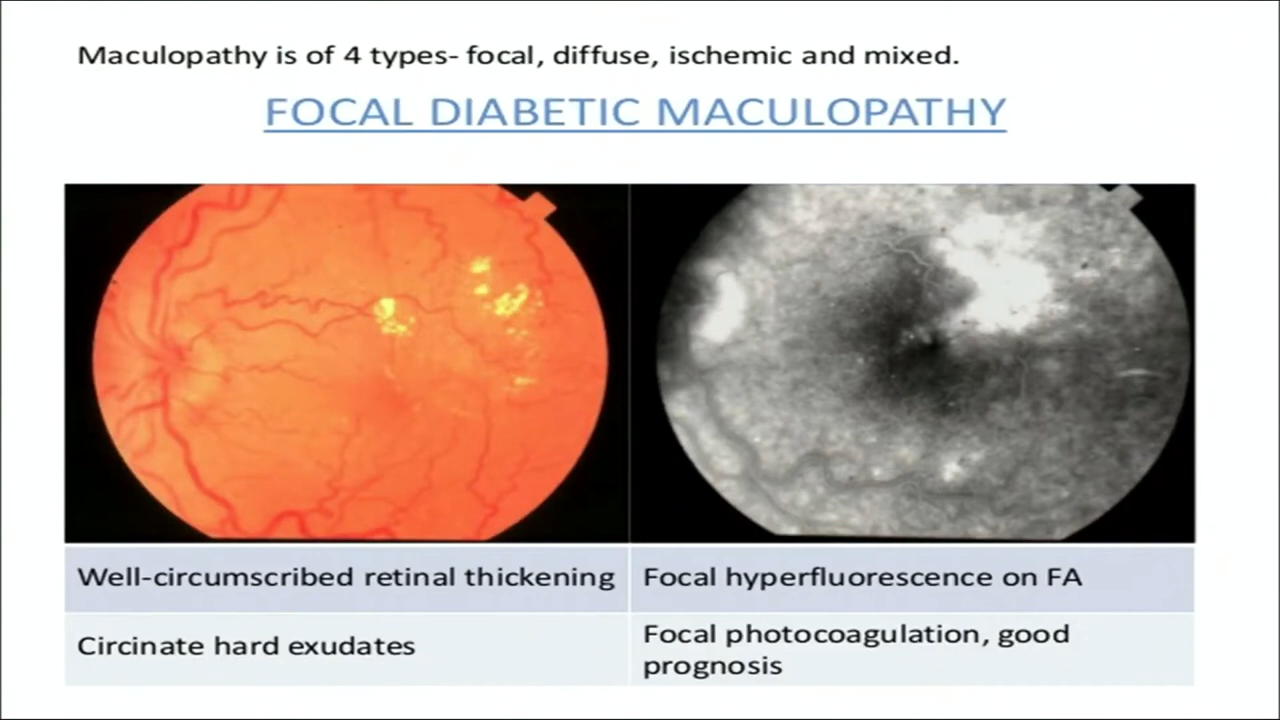 Maculopathy is of 4 types- focal, diffuse, ischemic and mixed.
FOCAL DIABETIC MACULOPATHY
Well-circumscribed retinal thickening
Focal hyperfluorescence on FA
Circinate hard exudates
Focal photocoagulation, good
prognosis